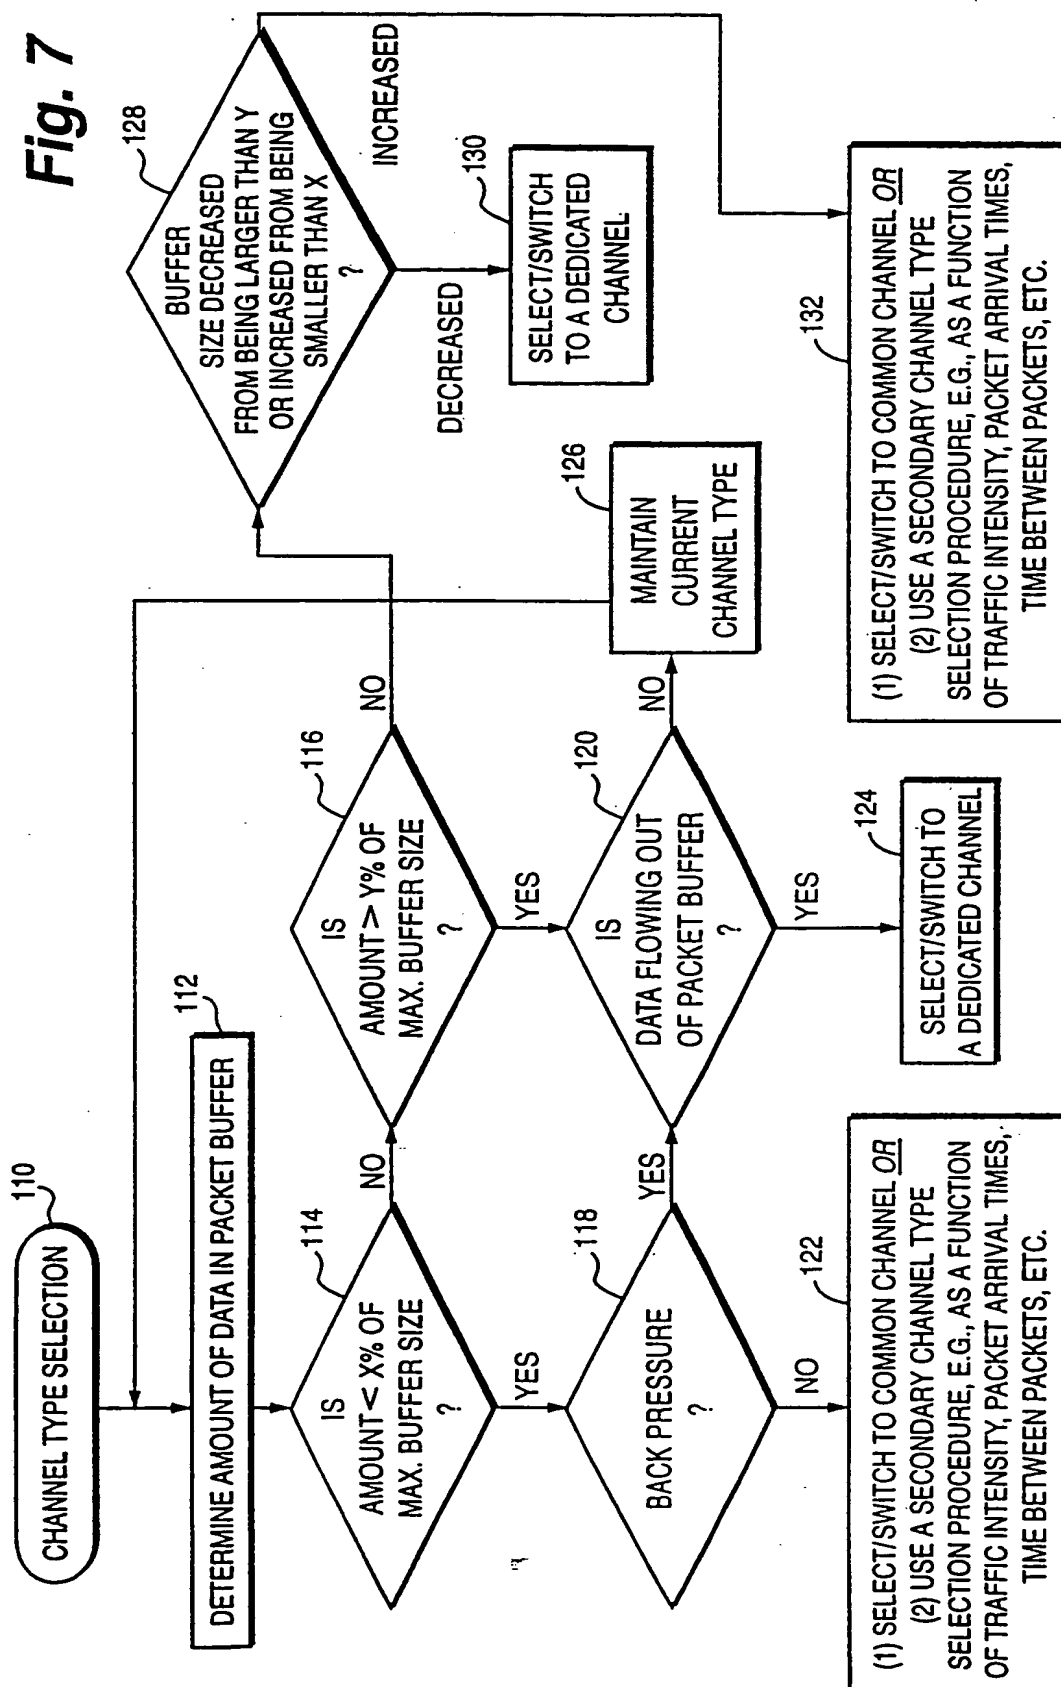 Fig. 7
CHANNEL TYPE SELECTION
110
DETERMINE AMOUNT OF DATA IN PACKET BUFFER
112
IS
AMOUNT < X% OF
MAX. BUFFER SIZE
?
114
NO
YES
IS
AMOUNT > Y% OF
MAX. BUFFER SIZE
?
116
NO
YES
BUFFER
SIZE DECREASED
FROM BEING LARGER THAN Y
OR INCREASED FROM BEING
SMALLER THAN X
?
128
INCREASED
DECREASED
BACK PRESSURE
?
118
YES
NO
IS
DATA FLOWING OUT
OF PACKET BUFFER
?
120
NO
YES
MAINTAIN
CURRENT
CHANNEL TYPE
126
SELECT/SWITCH
TO A DEDICATED
CHANNEL
130
(1) SELECT/SWITCH TO COMMON CHANNEL OR
(2) USE A SECONDARY CHANNEL TYPE
SELECTION PROCEDURE, E.G., AS A FUNCTION
OF TRAFFIC INTENSITY, PACKET ARRIVAL TIMES,
TIME BETWEEN PACKETS, ETC.
122
SELECT/SWITCH TO
A DEDICATED CHANNEL
124
(1) SELECT/SWITCH TO COMMON CHANNEL OR
(2) USE A SECONDARY CHANNEL TYPE
SELECTION PROCEDURE, E.G., AS A FUNCTION
OF TRAFFIC INTENSITY, PACKET ARRIVAL TIMES,
TIME BETWEEN PACKETS, ETC.
132